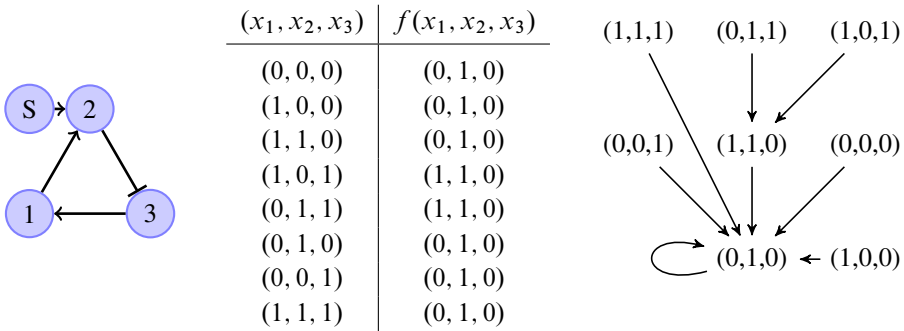 S 2
1 3
(x₁, x₂, x₃) f(x₁, x₂, x₃)
(0, 0, 0) (0, 1, 0)
(1, 0, 0) (0, 1, 0)
(1, 1, 0) (0, 1, 0)
(1, 0, 1) (1, 1, 0)
(0, 1, 1) (1, 1, 0)
(0, 1, 0) (0, 1, 0)
(0, 0, 1) (0, 1, 0)
(1, 1, 1) (0, 1, 0)
(1,1,1) (0,1,1) (1,0,1)
(0,0,1) (1,1,0) (0,0,0)
(0,1,0) (1,0,0)